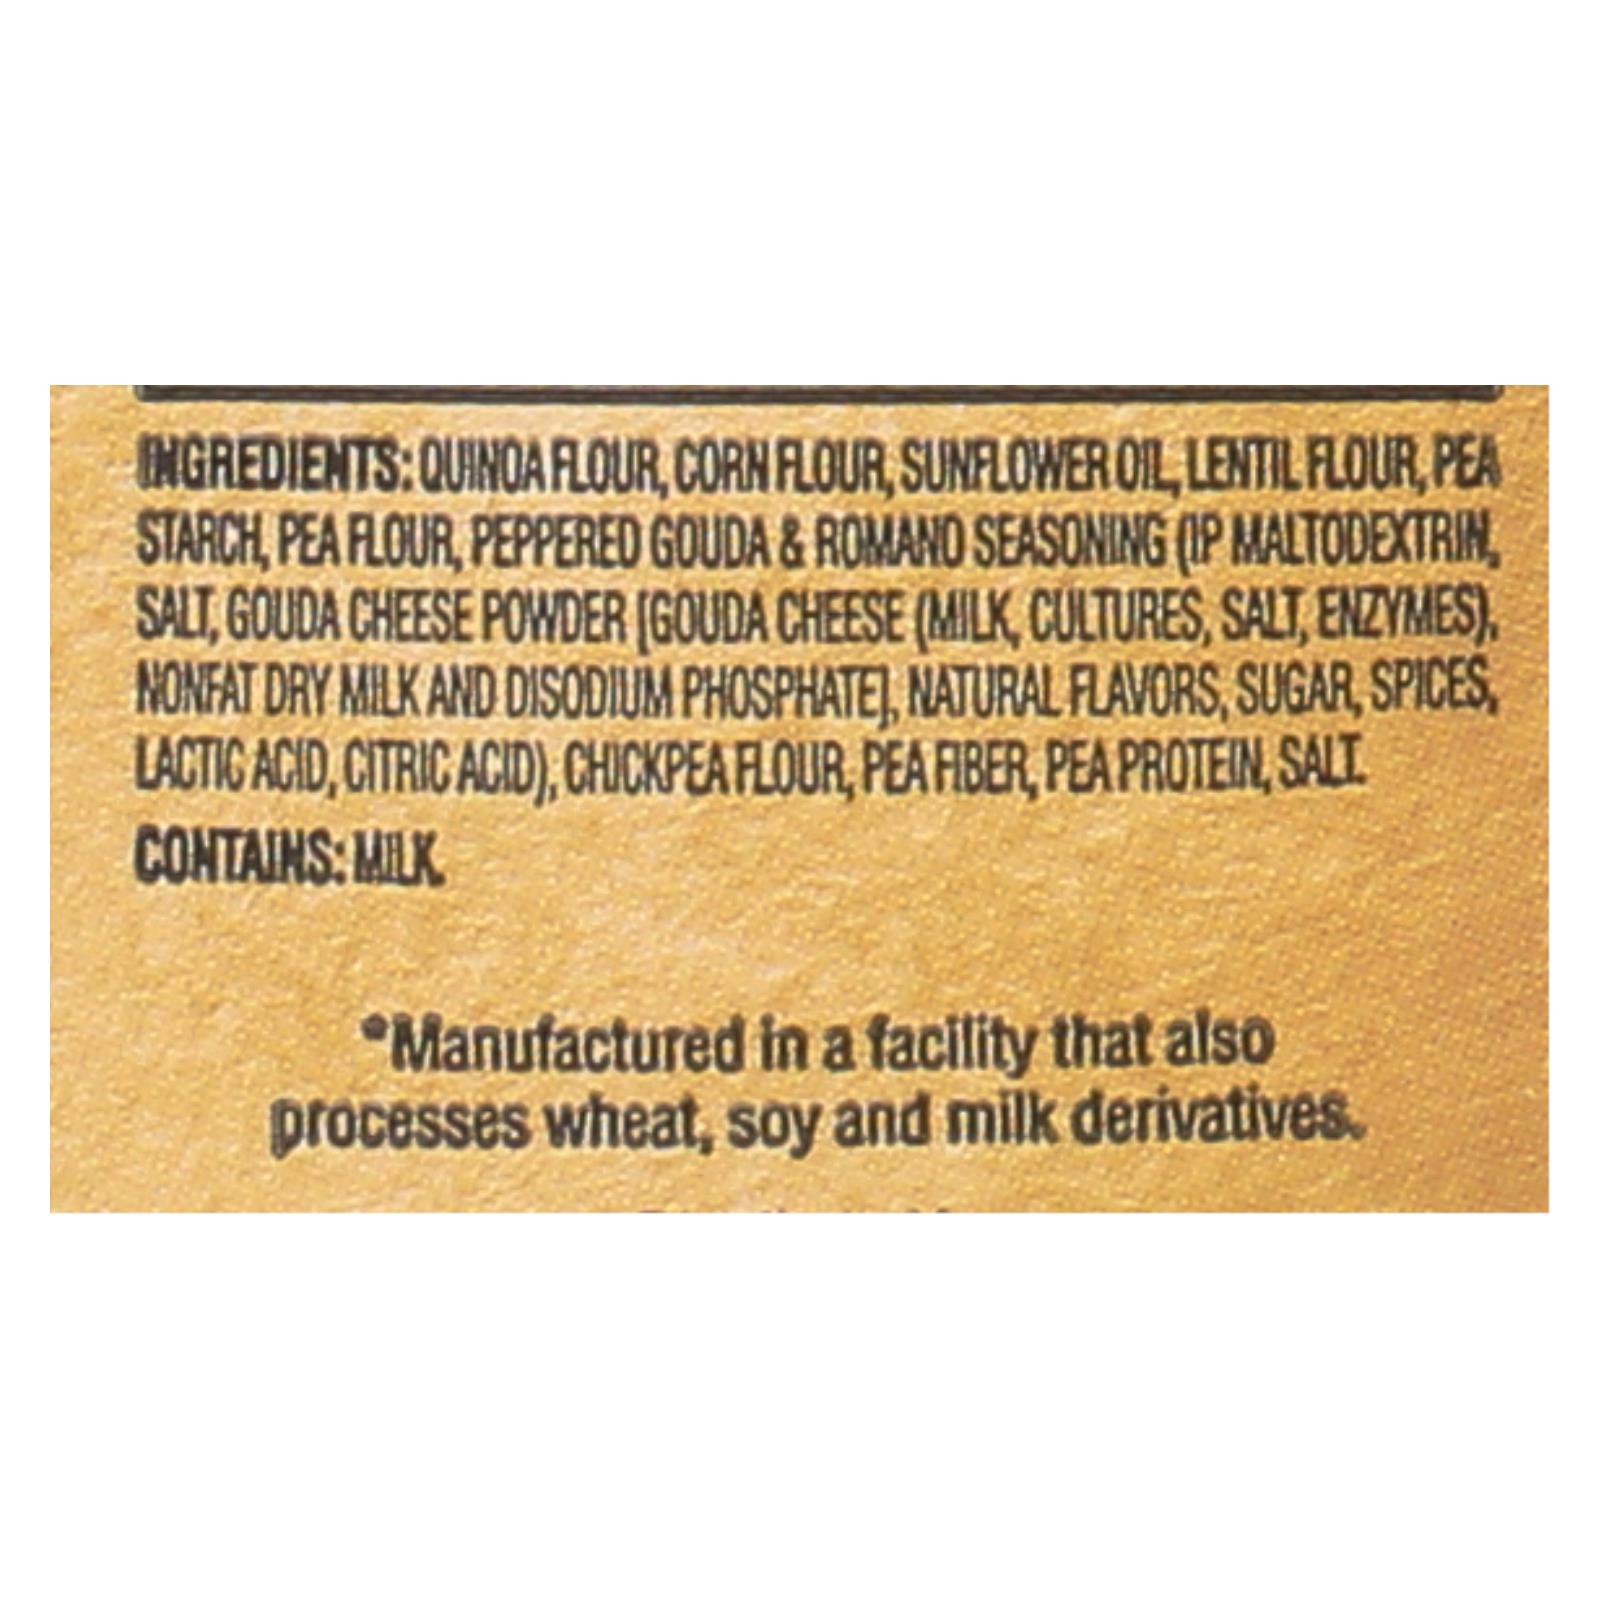 INGREDIENTS: QUINOA FLOUR, CORN FLOUR, SUNFLOWER OIL, LENTIL FLOUR, PEA
STARCH, PEA FLOUR, PEPPERED GOUDA & ROMANO SEASONING (IP MALTODEXTRIN,
SALT, GOUDA CHEESE POWDER [GOUDA CHEESE (MILK, CULTURES, SALT, ENZYMES),
NONFAT DRY MILK AND DISODIUM PHOSPHATE], NATURAL FLAVORS, SUGAR, SPICES,
LACTIC ACID, CITRIC ACID), CHICKPEA FLOUR, PEA FIBER, PEA PROTEIN, SALT.
CONTAINS: MILK.
*Manufactured in a facility that also
processes wheat, soy and milk derivatives.